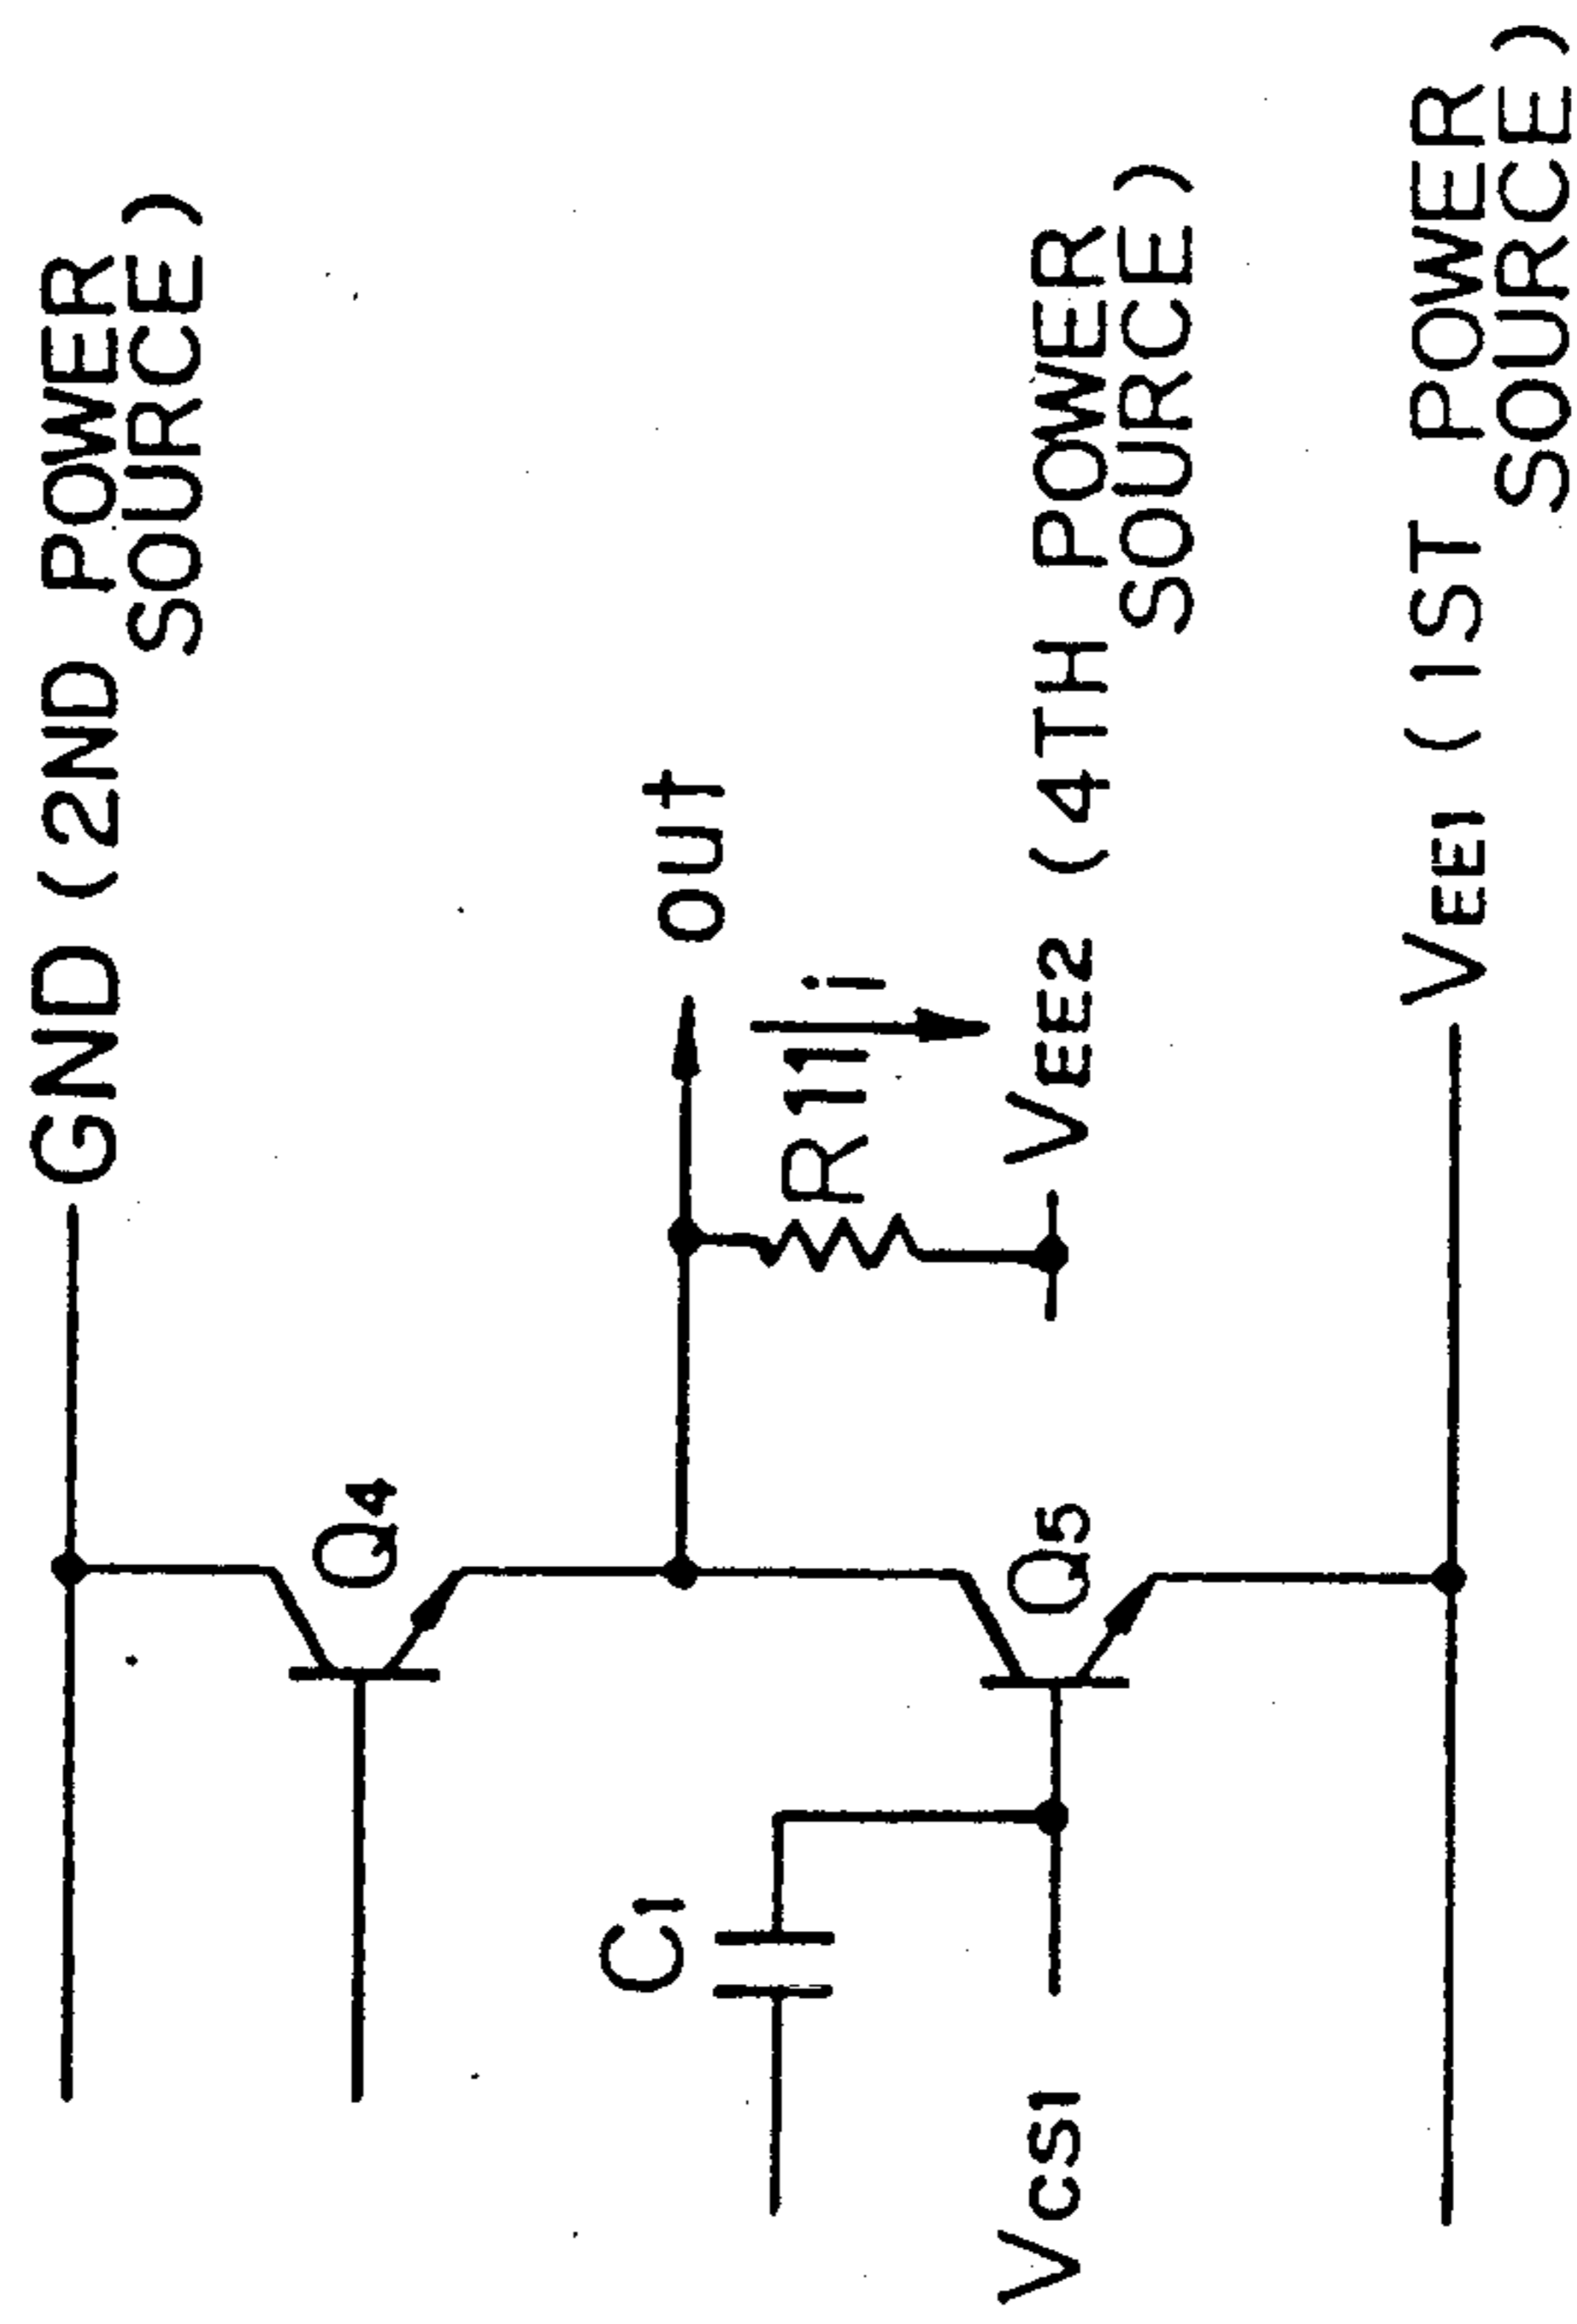 GND (2ND POWER
SOURCE)
Q4
C1
out
R11
i
Q5
VCS1
VEE2 (4TH POWER
SOURCE)
VEE1 (1ST POWER
SOURCE)